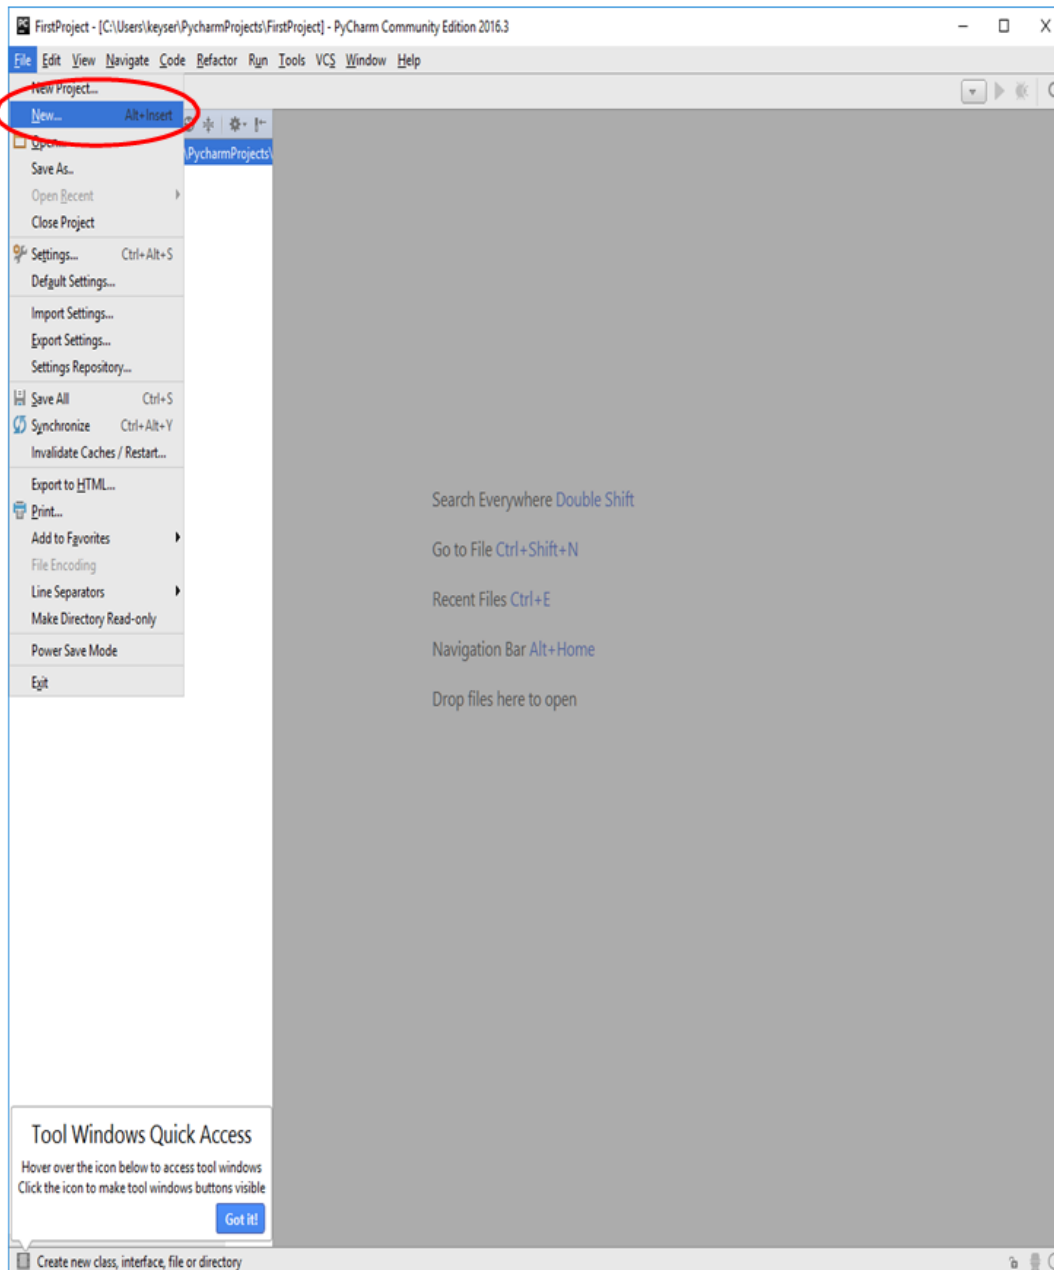 FirstProject - [C:\Users\keyser\PycharmProjects\FirstProject] - PyCharm Community Edition 2016.3
File Edit View Navigate Code Refactor Run Tools VCS Window Help
New Project...
New... Alt+Insert
Open...
\PycharmProjects\
Save As..
Open Recent
Close Project
Settings... Ctrl+Alt+S
Default Settings...
Import Settings...
Export Settings...
Settings Repository...
Save All Ctrl+S
Synchronize Ctrl+Alt+Y
Invalidate Caches / Restart...
Export to HTML...
Print...
Add to Favorites
File Encoding
Line Separators
Make Directory Read-only
Power Save Mode
Exit
Search Everywhere Double Shift
Go to File Ctrl+Shift+N
Recent Files Ctrl+E
Navigation Bar Alt+Home
Drop files here to open
Tool Windows Quick Access
Hover over the icon below to access tool windows
Click the icon to make tool windows buttons visible
Got it!
Create new class, interface, file or directory